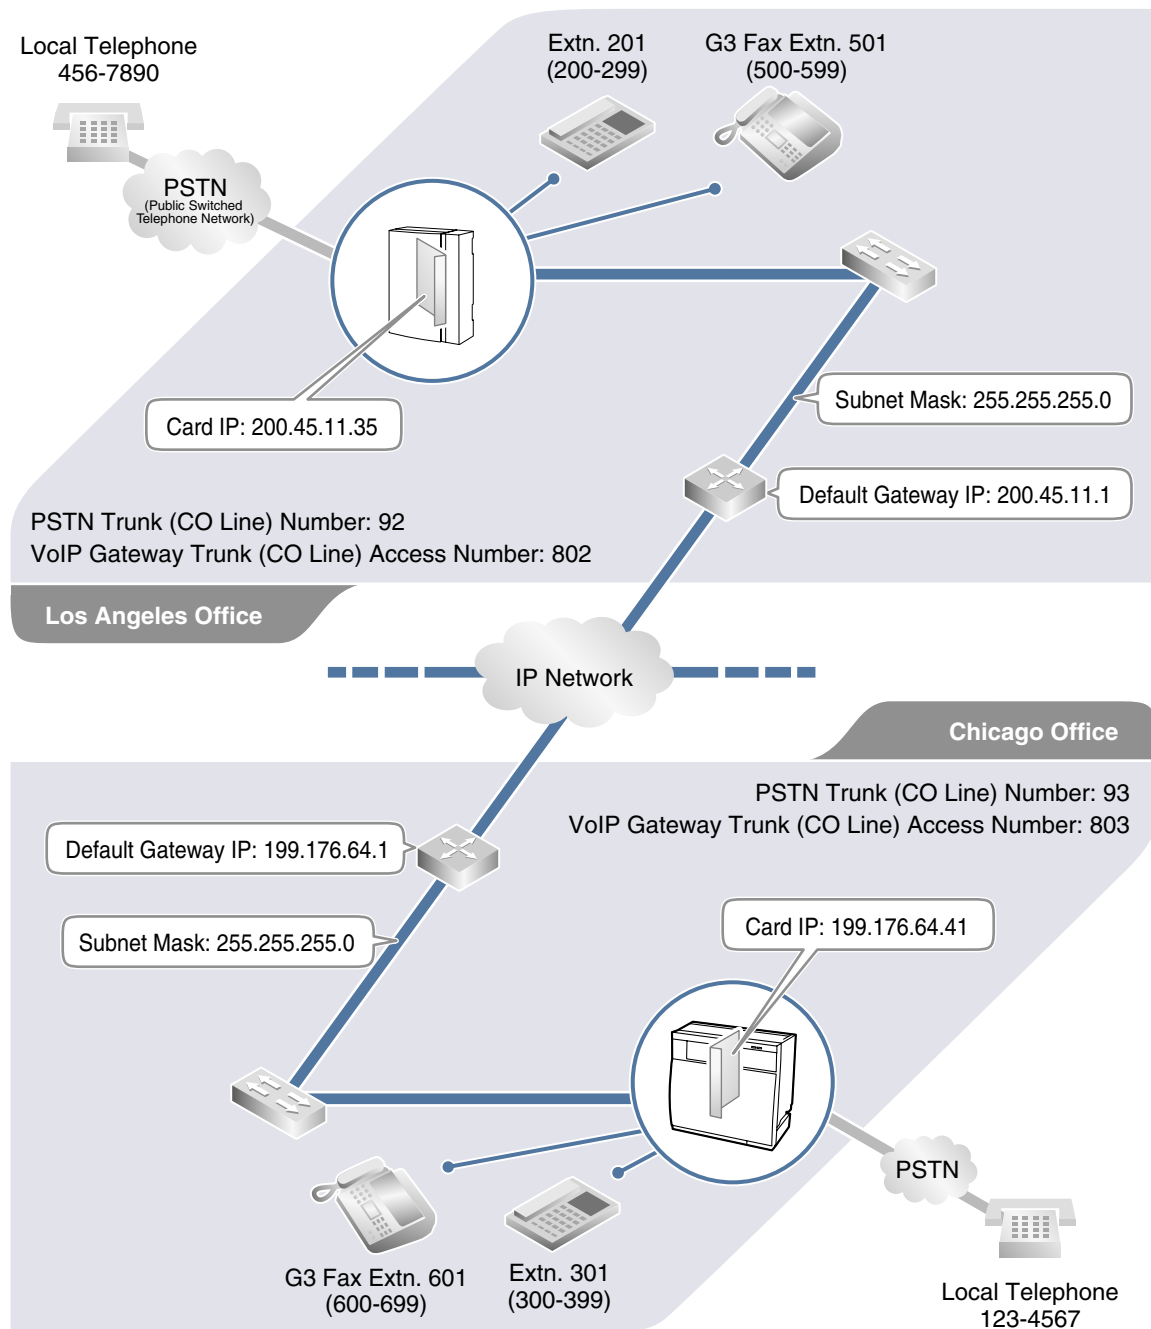 Local Telephone
456-7890
Extn. 201
(200-299)
G3 Fax Extn. 501
(500-599)
PSTN
(Public Switched
Telephone Network)
Card IP: 200.45.11.35
Subnet Mask: 255.255.255.0
Default Gateway IP: 200.45.11.1
PSTN Trunk (CO Line) Number: 92
VoIP Gateway Trunk (CO Line) Access Number: 802
Los Angeles Office
IP Network
Chicago Office
PSTN Trunk (CO Line) Number: 93
VoIP Gateway Trunk (CO Line) Access Number: 803
Default Gateway IP: 199.176.64.1
Card IP: 199.176.64.41
Subnet Mask: 255.255.255.0
PSTN
G3 Fax Extn. 601
(600-699)
Extn. 301
(300-399)
Local Telephone
123-4567